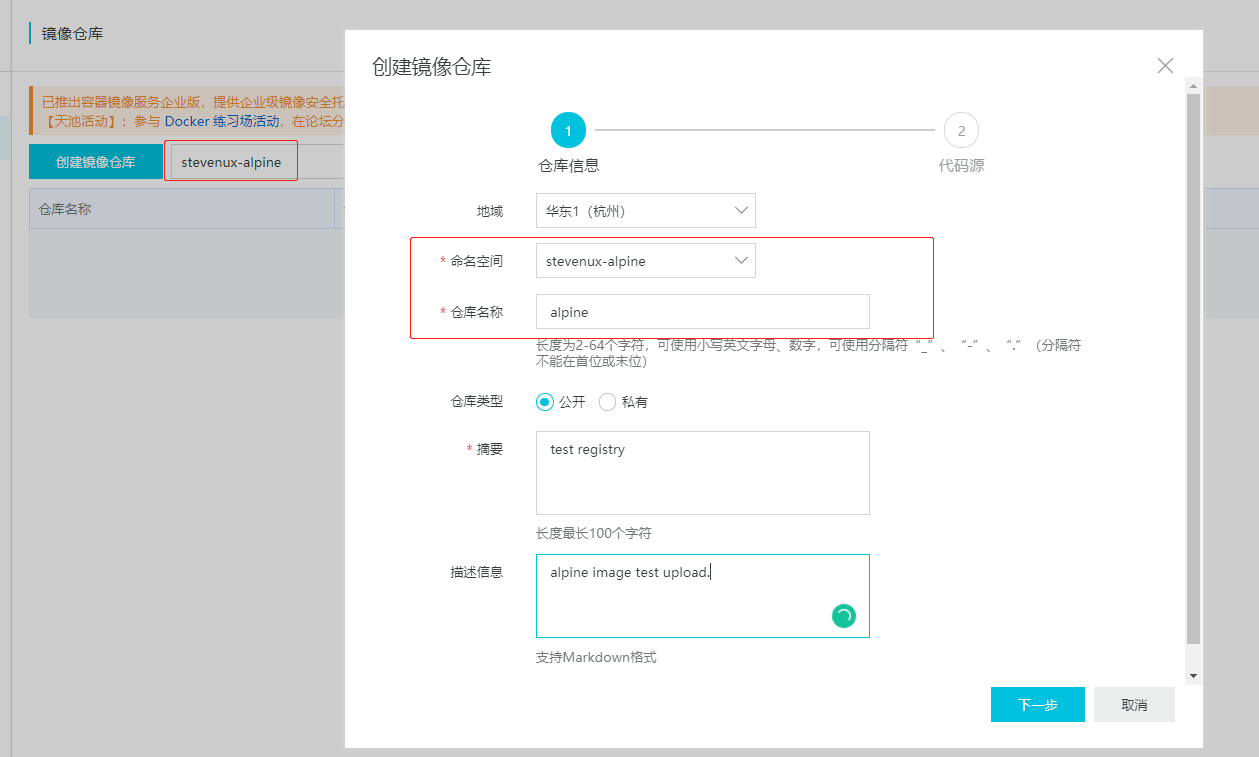 镜像仓库
已推出容器镜像服务企业版，提供企业级镜像安全托
【天池活动】：参与 Docker 练习场活动，在论坛分
创建镜像仓库
stevenux-alpine
仓库名称
创建镜像仓库
1
2
仓库信息
代码源
地域
华东1（杭州）
* 命名空间
stevenux-alpine
* 仓库名称
alpine
长度为2-64个字符，可使用小写英文字母、数字，可使用分隔符“_”、“-”、“.”（分隔符
不能在首位或末位）
仓库类型
公开
私有
* 摘要
test registry
长度最长100个字符
描述信息
alpine image test upload.
支持Markdown格式
下一步
取消